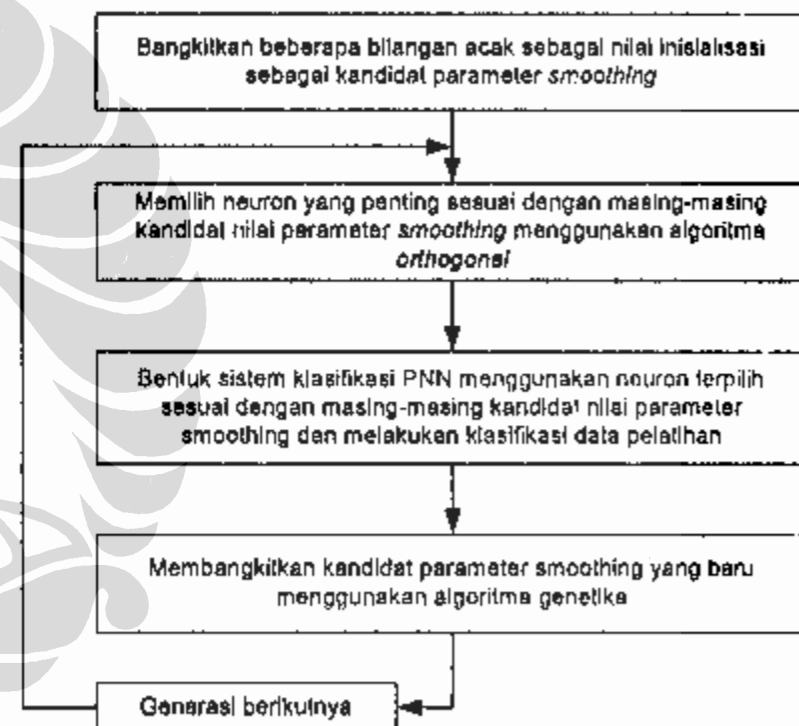 Bangkitkan beberapa bilangan acak sebagai nilai inisialisasi
sebagai kandidat parameter smoothing
Memilih neuron yang penting sesuai dengan masing-masing
kandidat nilai parameter smoothing menggunakan algoritma
orthogonal
Bentuk sistem klasifikasi PNN menggunakan neuron terpilih
sesuai dengan masing-masing kandidat nilai parameter
smoothing dan melakukan klasifikasi data pelatihan
Membangkitkan kandidat parameter smoothing yang baru
menggunakan algoritma genetika
Generasi berikutnya